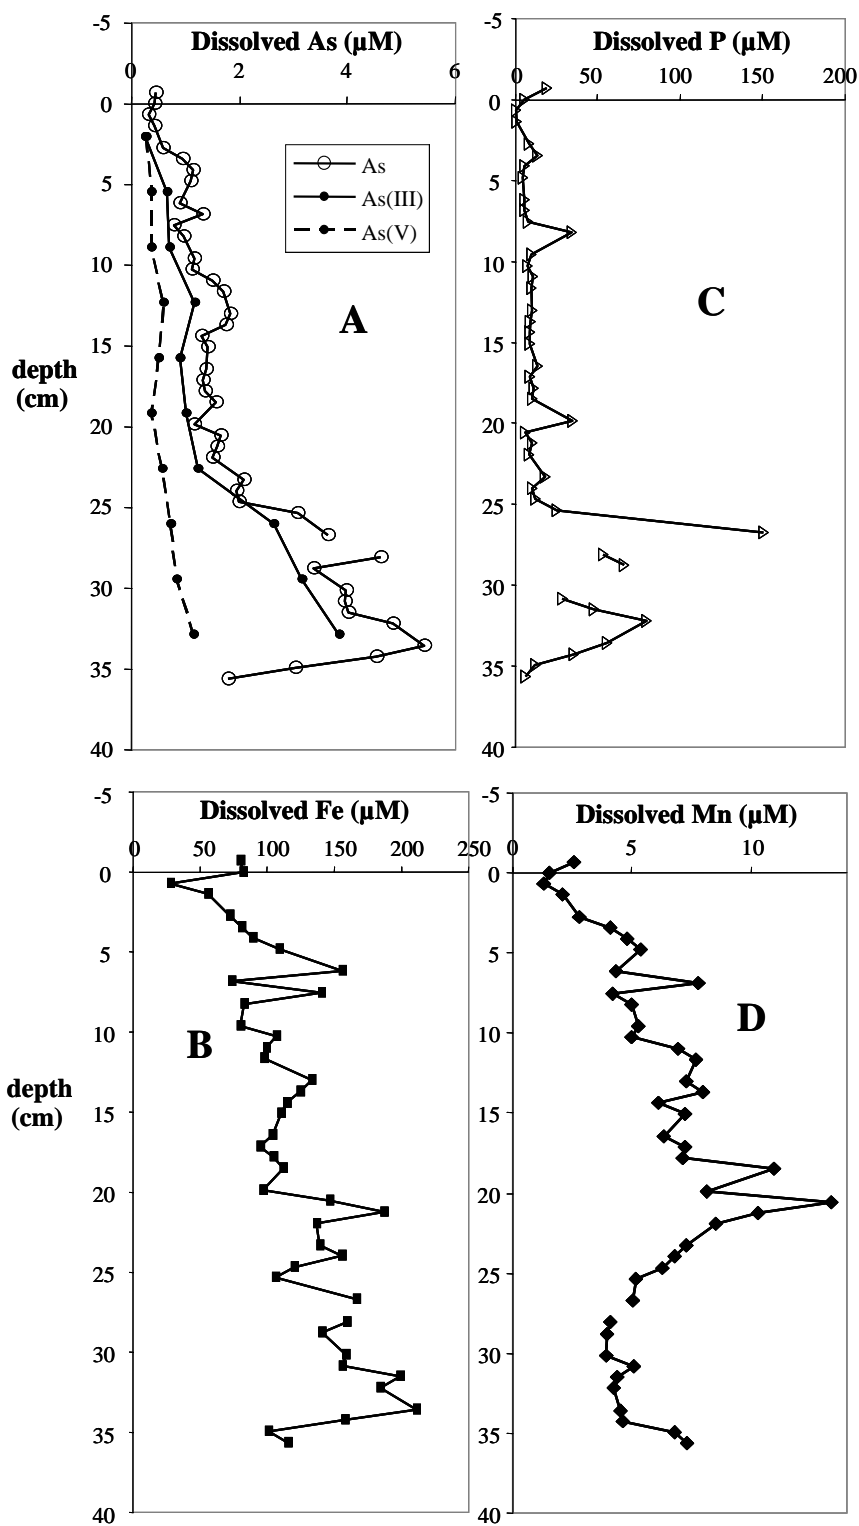 -5
Dissolved As (µM)
0 2 4 6
0
5
10
15
20
25
30
35
40
As
As(III)
As(V)
A
depth
(cm)
-5
Dissolved P (µM)
0 50 100 150 200
0
5
10
15
20
25
30
35
40
C
-5
Dissolved Fe (µM)
0 50 100 150 200 250
0
5
10
15
20
25
30
35
40
B
depth
(cm)
-5
Dissolved Mn (µM)
0 5 10
0
5
10
15
20
25
30
35
40
D